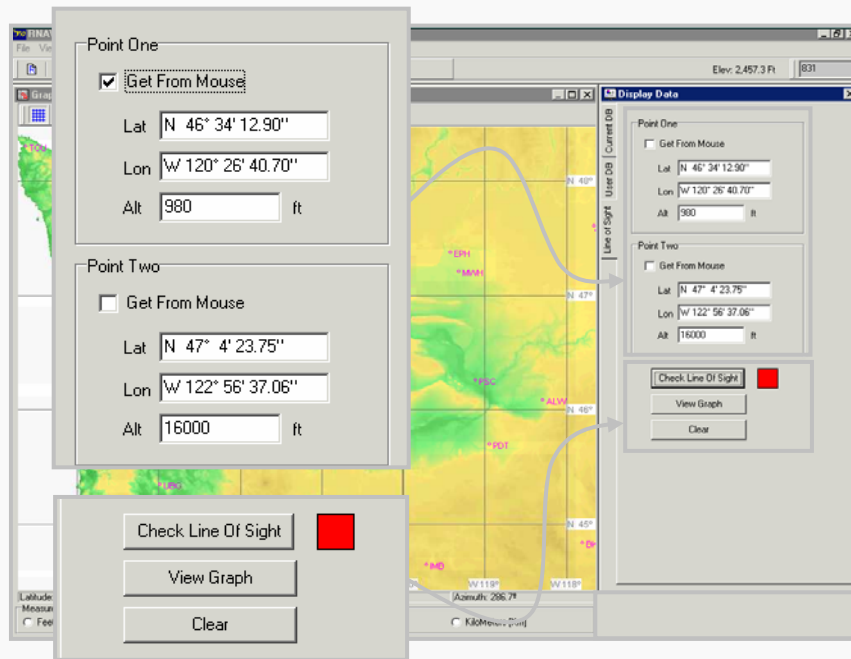 Point One
Get From Mouse
Lat N 46° 34' 12.90"
Lon W 120° 26' 40.70"
Alt 980 ft
Point Two
Get From Mouse
Lat N 47° 4' 23.75"
Lon W 122° 56' 37.06"
Alt 16000 ft
Check Line Of Sight
View Graph
Clear
File
Elev: 2,457.3 Ft
831
TOU
EPH
MWH
PSC
ALW
PDT
UBG
IMB
N 47°
N 46°
N 45°
W 119°
W 118°
Latitude:
Azimuth: 286.7°
KiloMeters [Km]
Display Data
Current DB
User DB
Line of Sight
Point One
Get From Mouse
Lat N 46° 34' 12.90"
Lon W 120° 26' 40.70"
Alt 980 ft
Point Two
Get From Mouse
Lat N 47° 4' 23.75"
Lon W 122° 56' 37.06"
Alt 16000 ft
Check Line Of Sight
View Graph
Clear